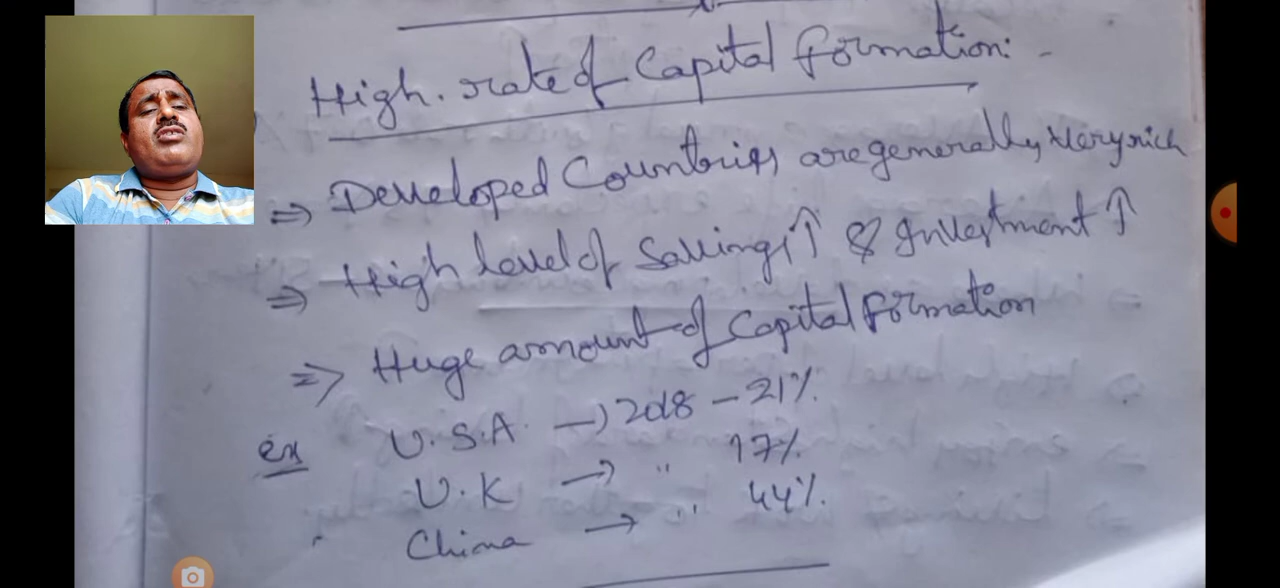 High. rate of Capital formation: -
⇒ Developed Countries are generally very rich
⇒ High level of Savings ↑ & Investment ↑
⇒ Huge amount of Capital formation
ex U.S.A. → 2018 - 21%.
U.K → " 17%.
China → " 44%.